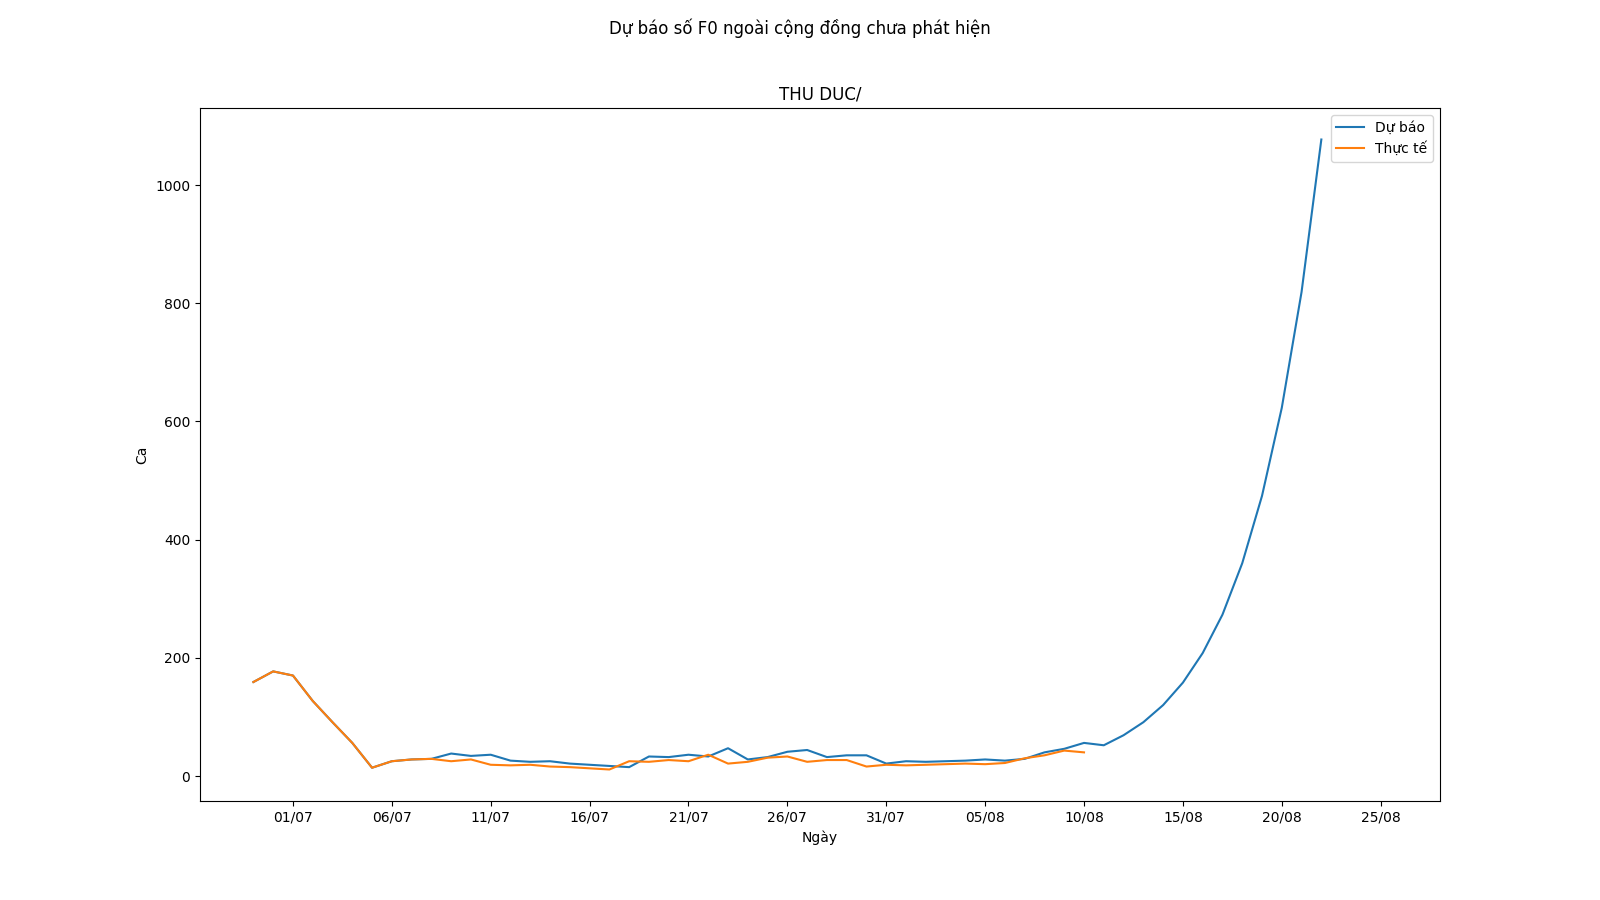 Dự báo số F0 ngoài cộng đồng chưa phát hiện
THU DUC/
Dự báo
Thực tế
1000
800
600
400
200
0
Ca
01/07 06/07 11/07 16/07 21/07 26/07 31/07 05/08 10/08 15/08 20/08 25/08
Ngày